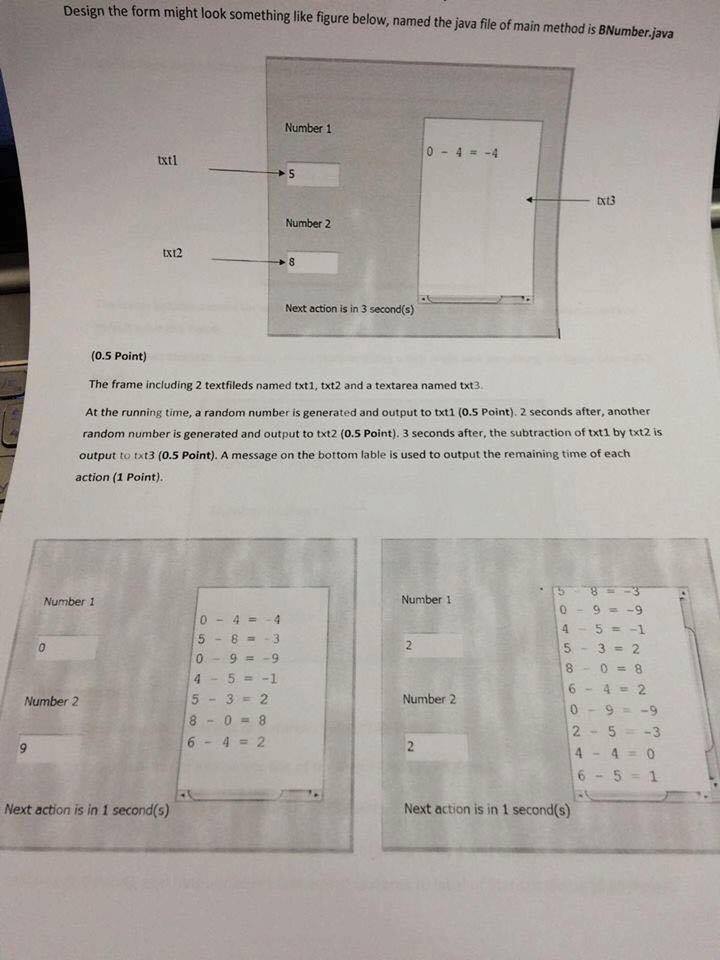 Design the form might look something like figure below, named the java file of main method is BNumber.java
Number 1
0 - 4 = -4
txt1
5
txt3
Number 2
txt2
8
Next action is in 3 second(s)
(0.5 Point)
The frame including 2 textfileds named txt1, txt2 and a textarea named txt3.
At the running time, a random number is generated and output to txt1 (0.5 Point). 2 seconds after, another
random number is generated and output to txt2 (0.5 Point). 3 seconds after, the subtraction of txt1 by txt2 is
output to txt3 (0.5 Point). A message on the bottom lable is used to output the remaining time of each
action (1 Point).
Number 1
0
Number 2
9
0 - 4 = -4
5 - 8 = -3
0 - 9 = -9
4 - 5 = -1
5 - 3 = 2
8 - 0 = 8
6 - 4 = 2
Next action is in 1 second(s)
Number 1
2
Number 2
2
5 - 8 = -3
0 - 9 = -9
4 - 5 = -1
5 - 3 = 2
8 - 0 = 8
6 - 4 = 2
0 - 9 = -9
2 - 5 = -3
4 - 4 = 0
6 - 5 = 1
Next action is in 1 second(s)